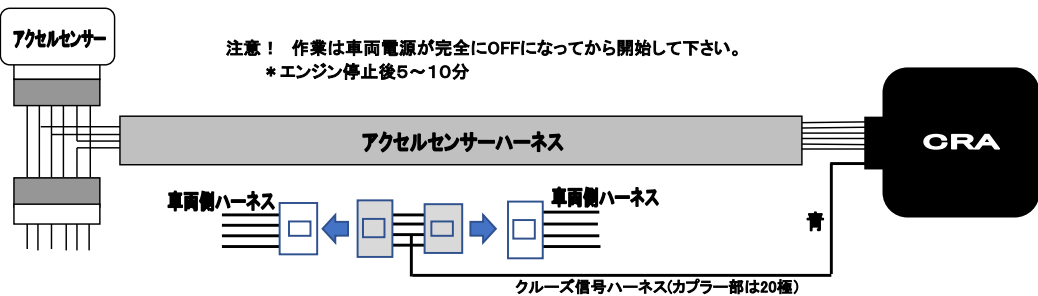 アクセルセンサー
注意！ 作業は車両電源が完全にOFFになってから開始して下さい。
＊エンジン停止後５～１０分
アクセルセンサーハーネス
CRA
車両側ハーネス
車両側ハーネス
青
クルーズ信号ハーネス(カプラー部は20極)